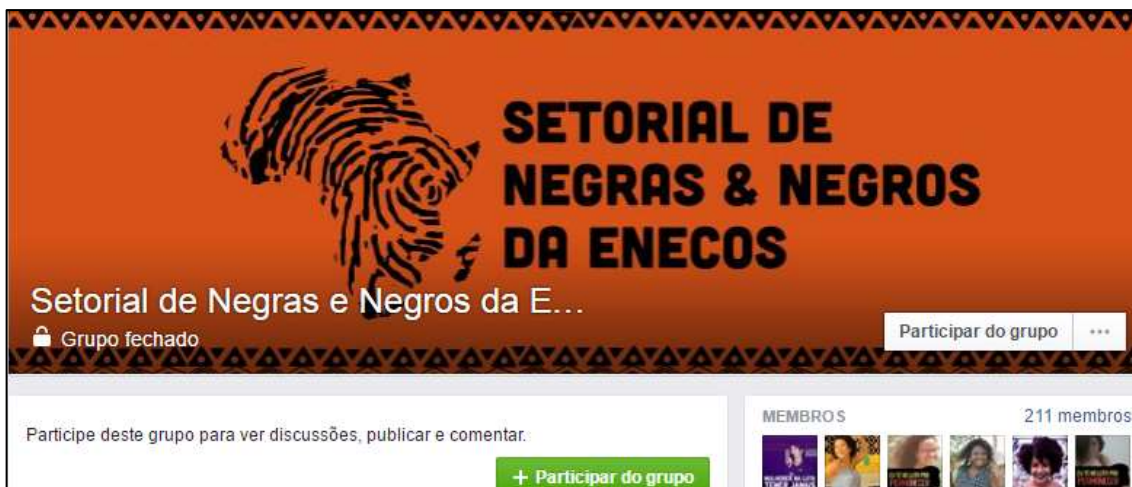 SETORIAL DE
NEGRAS & NEGROS
DA ENECOS
Setorial de Negras e Negros da E...
Grupo fechado
Participar do grupo
Participe deste grupo para ver discussões, publicar e comentar.
+ Participar do grupo
MEMBROS 211 membros